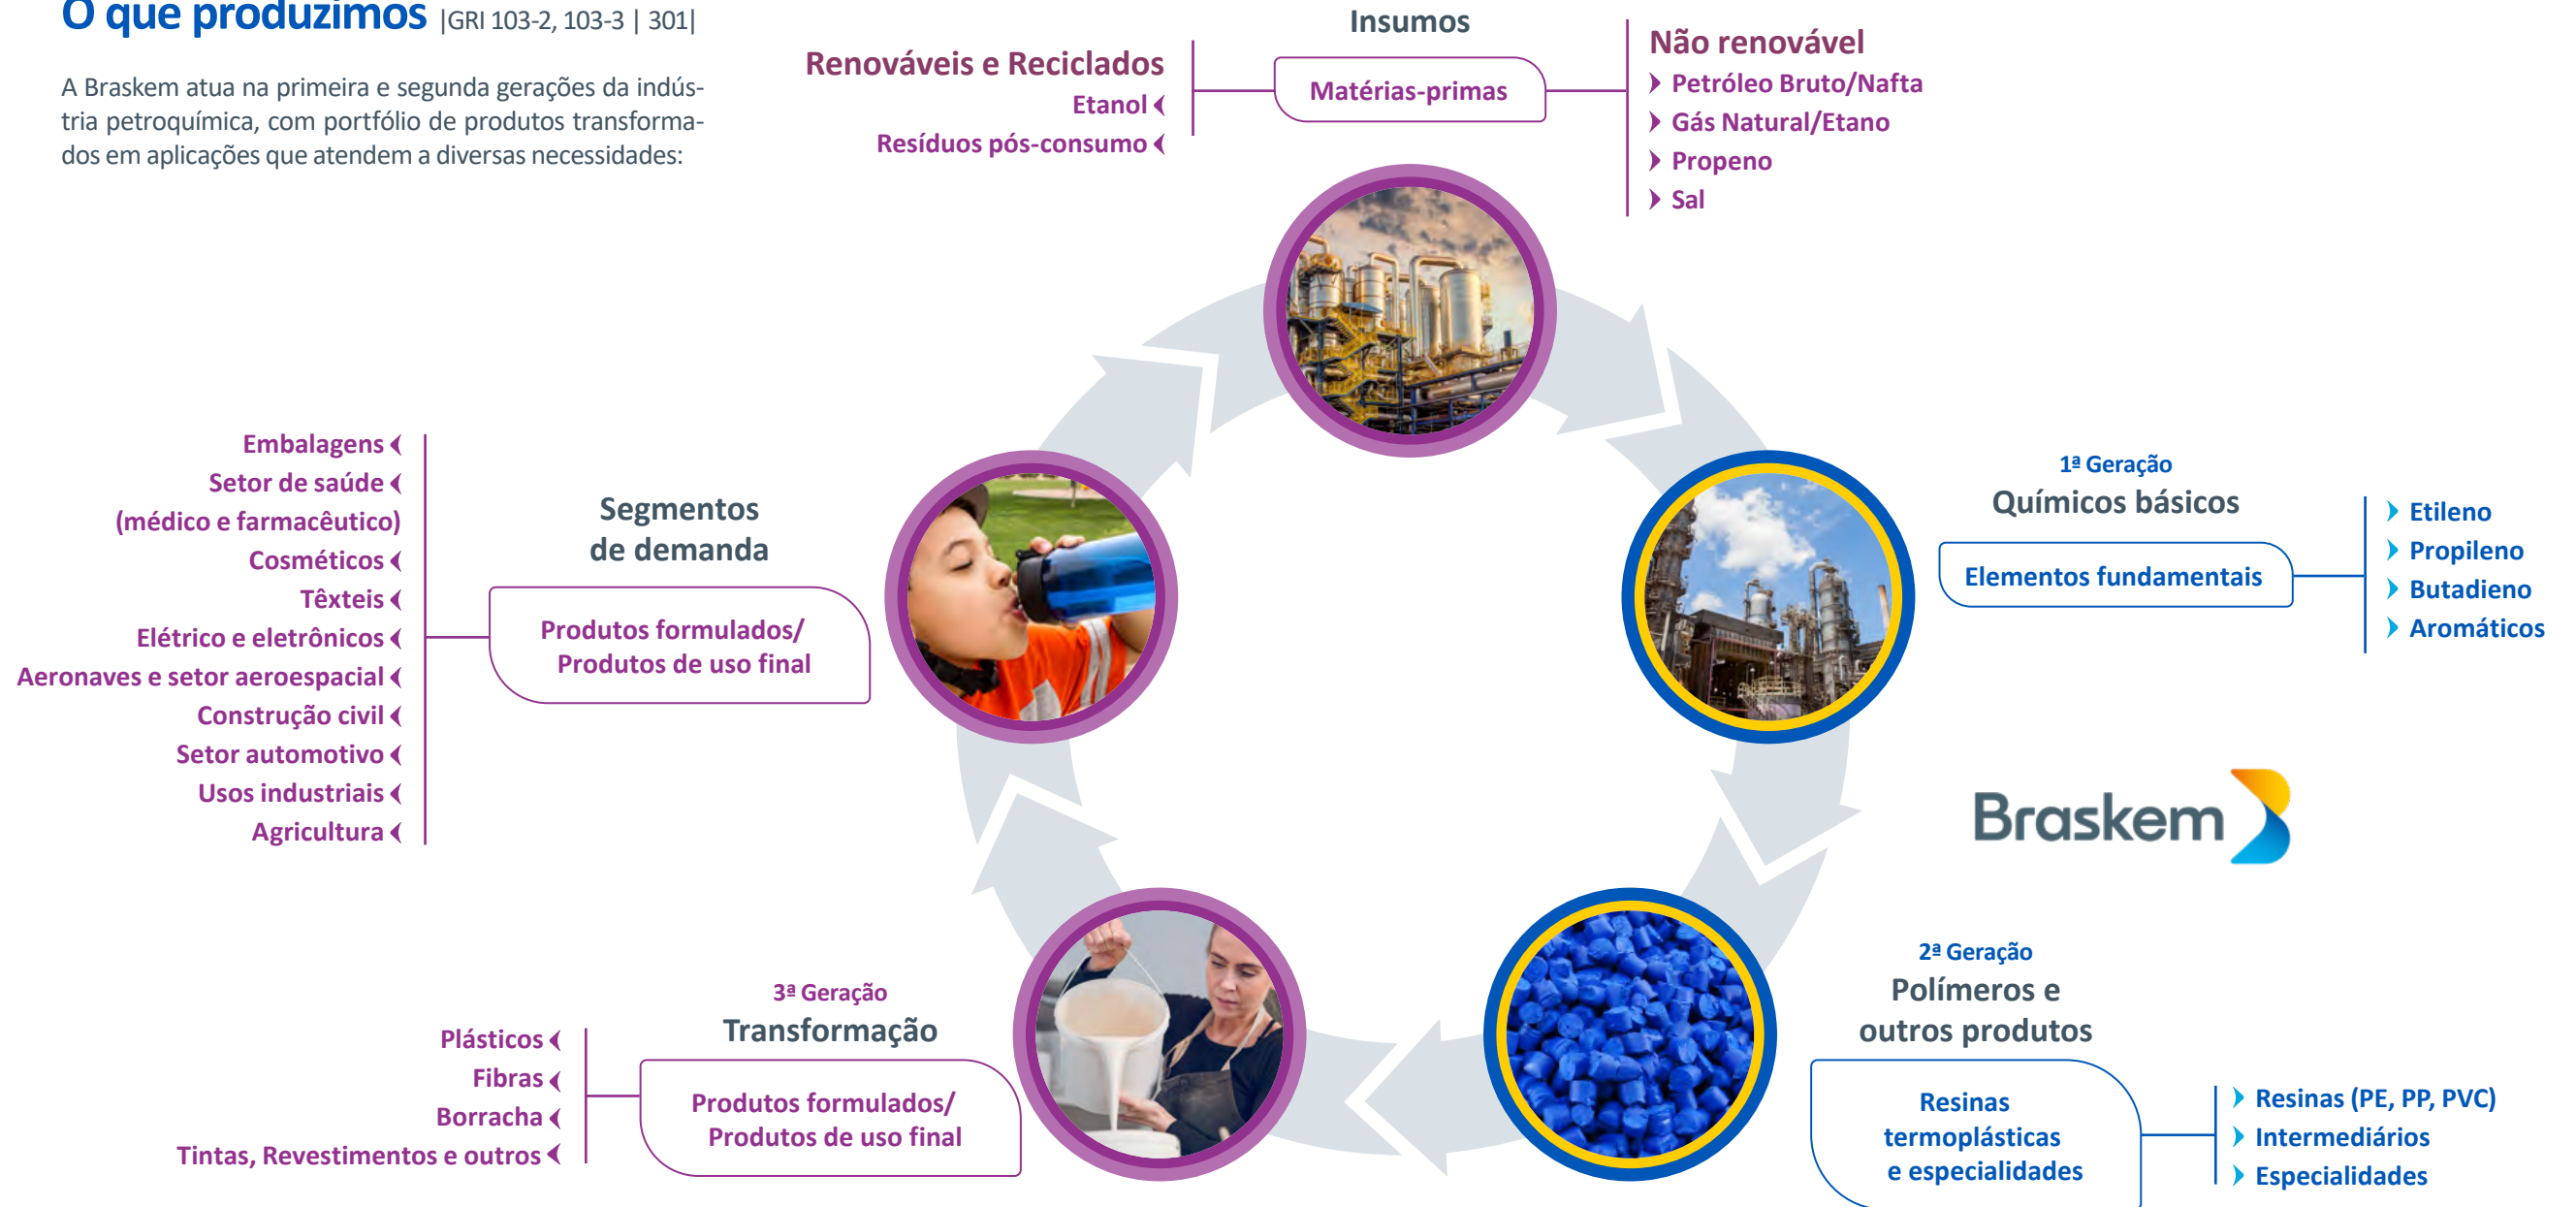 O que produzimos |GRI 103-2, 103-3 | 301|
A Braskem atua na primeira e segunda gerações da indús-
tria petroquímica, com portfólio de produtos transforma-
dos em aplicações que atendem a diversas necessidades:
Insumos
Matérias-primas
Renováveis e Reciclados
Etanol
Resíduos pós-consumo
Não renovável
Petróleo Bruto/Nafta
Gás Natural/Etano
Propeno
Sal
1ª Geração
Químicos básicos
Elementos fundamentais
Etileno
Propileno
Butadieno
Aromáticos
Braskem
2ª Geração
Polímeros e
outros produtos
Resinas
termoplásticas
e especialidades
Resinas (PE, PP, PVC)
Intermediários
Especialidades
3ª Geração
Transformação
Produtos formulados/
Produtos de uso final
Plásticos
Fibras
Borracha
Tintas, Revestimentos e outros
Segmentos
de demanda
Produtos formulados/
Produtos de uso final
Embalagens
Setor de saúde
(médico e farmacêutico)
Cosméticos
Têxteis
Elétrico e eletrônicos
Aeronaves e setor aeroespacial
Construção civil
Setor automotivo
Usos industriais
Agricultura